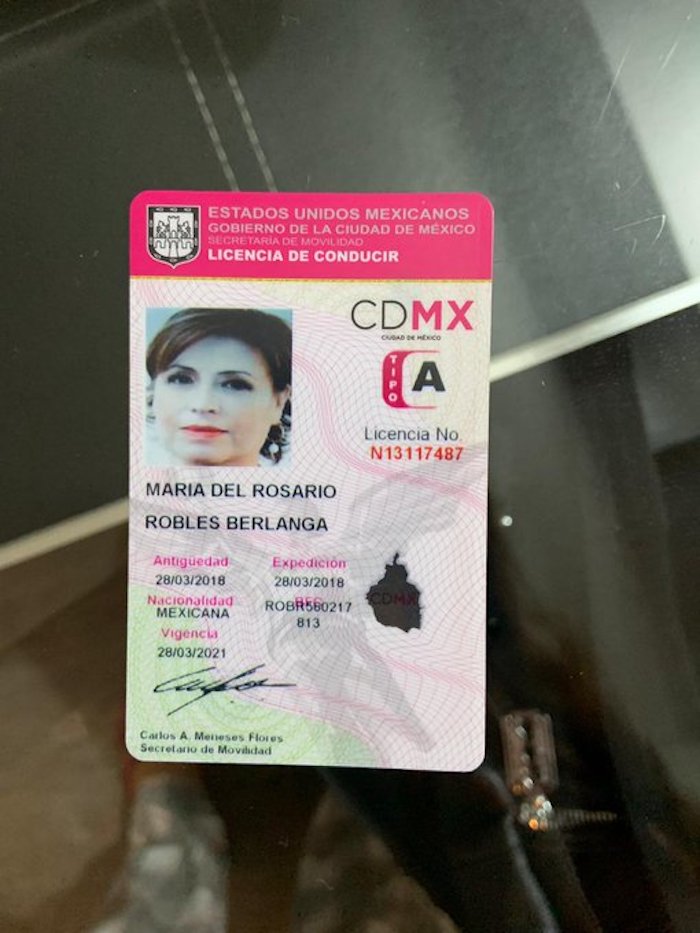 ESTADOS UNIDOS MEXICANOS
GOBIERNO DE LA CIUDAD DE MÉXICO
SECRETARÍA DE MOVILIDAD
LICENCIA DE CONDUCIR
CDMX
CIUDAD DE MÉXICO
TIPO A
Licencia No.
N13117487
MARIA DEL ROSARIO
ROBLES BERLANGA
Antiguedad Expedición
28/03/2018 28/03/2018
Nacionalidad RFC
MEXICANA ROBR560217
813
CDMX
Vigencia
28/03/2021
Carlos A. Meneses Flores
Secretario de Movilidad